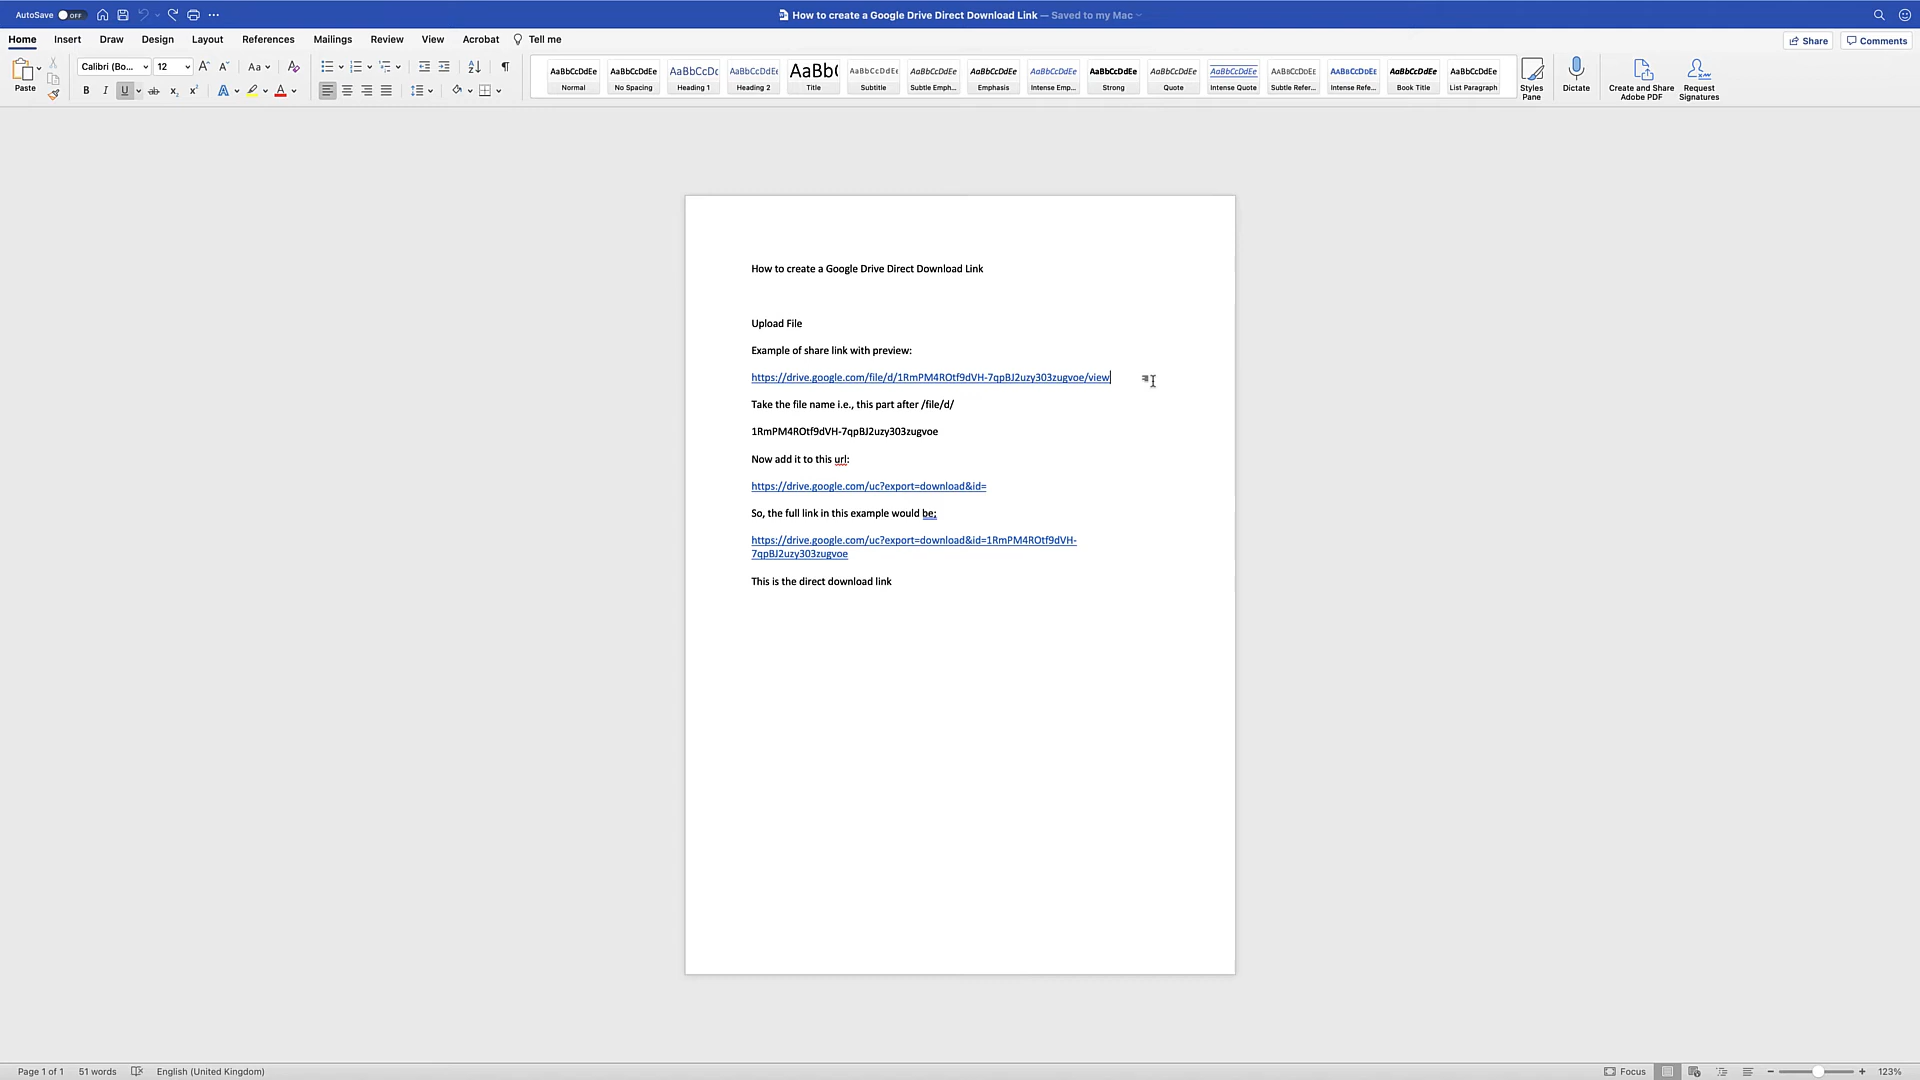 AutoSave OFF
How to create a Google Drive Direct Download Link — Saved to my Mac
Home Insert Draw Design Layout References Mailings Review View Acrobat Tell me
Share Comments
Paste
Calibri (Bo... 12 Aa
B I U ab x₂ x² A A
AaBbCcDdEe AaBbCcDdEe AaBbCcDc AaBbCcDdEe AaBb( AaBbCcDdEe AaBbCcDdEe AaBbCcDdEe AaBbCcDdEe AaBbCcDdEe AaBbCcDdEe AaBbCcDdEe AaBbCcDdEe AaBbCcDdEe AaBbCcDdEe AaBbCcDdEe
Normal No Spacing Heading 1 Heading 2 Title Subtitle Subtle Emph... Emphasis Intense Emp... Strong Quote Intense Quote Subtle Refer... Intense Refe... Book Title List Paragraph
Styles
Pane
Dictate
Create and Share
Adobe PDF
Request
Signatures
How to create a Google Drive Direct Download Link
Upload File
Example of share link with preview:
https://drive.google.com/file/d/1RmPM4ROtf9dVH-7qpBJ2uzy303zugvoe/view
Take the file name i.e., this part after /file/d/
1RmPM4ROtf9dVH-7qpBJ2uzy303zugvoe
Now add it to this url:
https://drive.google.com/uc?export=download&id=
So, the full link in this example would be;
https://drive.google.com/uc?export=download&id=1RmPM4ROtf9dVH-
7qpBJ2uzy303zugvoe
This is the direct download link
Page 1 of 1 51 words English (United Kingdom)
Focus 123%